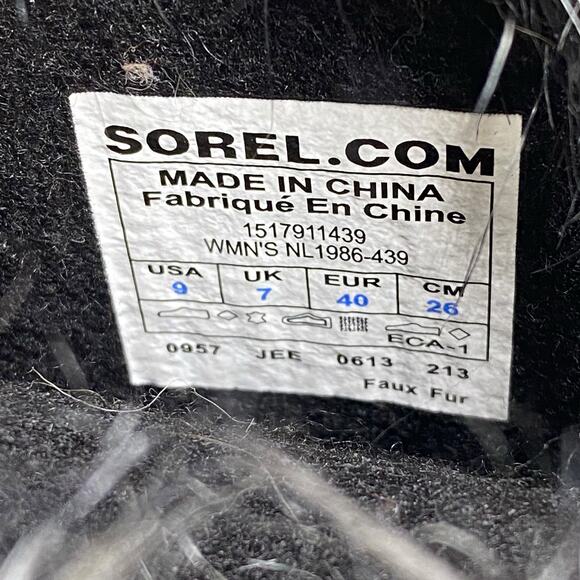 SOREL.COM
MADE IN CHINA
Fabriqué En Chine
1517911439
WMN'S NL1986-439
USA UK EUR CM
9 7 40 26
ECA-1
0957 JEE 0613 213
Faux Fur